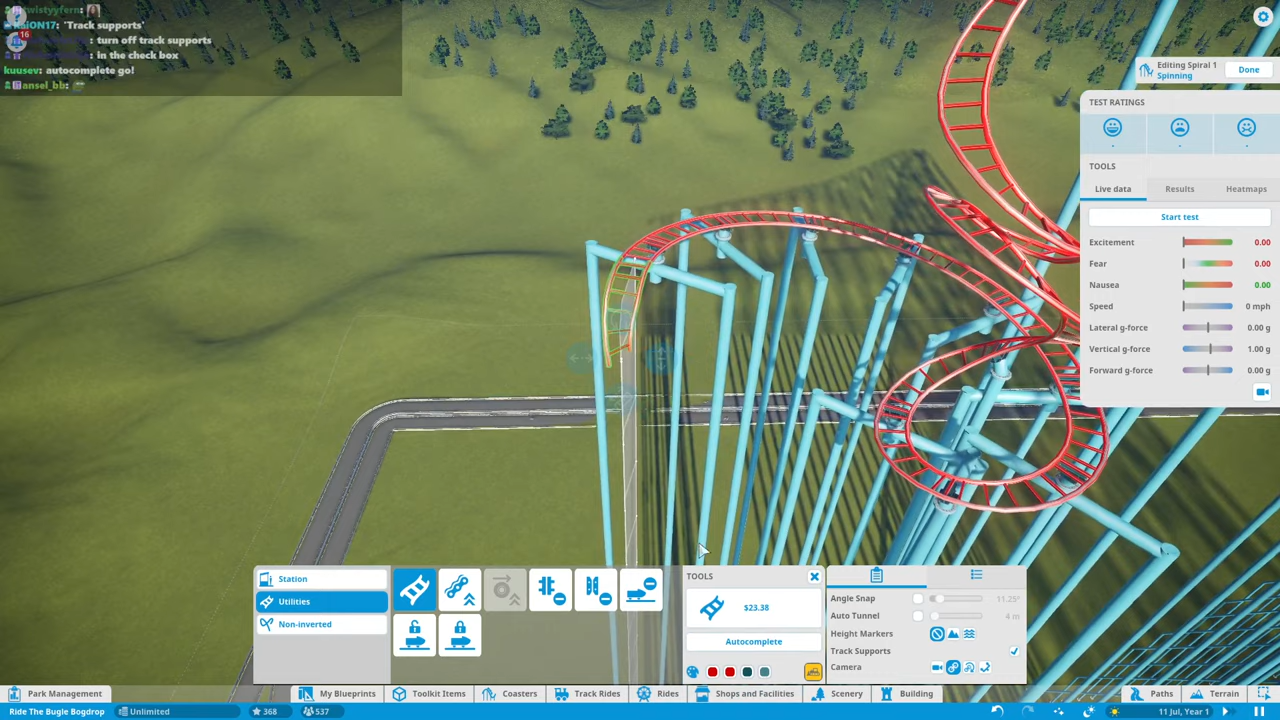 twistyyfern:
ION17: 'Track supports'
16
: turn off track supports
: in the check box
kuusev: autocomplete go!
ansel_bb:
Editing Spiral 1
Spinning
Done
TEST RATINGS
- - -
TOOLS
Live data Results Heatmaps
Start test
Excitement 0.00
Fear 0.00
Nausea 0.00
Speed 0 mph
Lateral g-force 0.00 g
Vertical g-force 1.00 g
Forward g-force 0.00 g
Station
Utilities
Non-inverted
TOOLS
$23.38
Autocomplete
Angle Snap 11.25°
Auto Tunnel 4 m
Height Markers
Track Supports
Camera
Park Management My Blueprints Toolkit Items Coasters Track Rides Rides Shops and Facilities Scenery Building Paths Terrain
Ride The Bugle Bogdrop Unlimited 368 537 11 Jul, Year 1